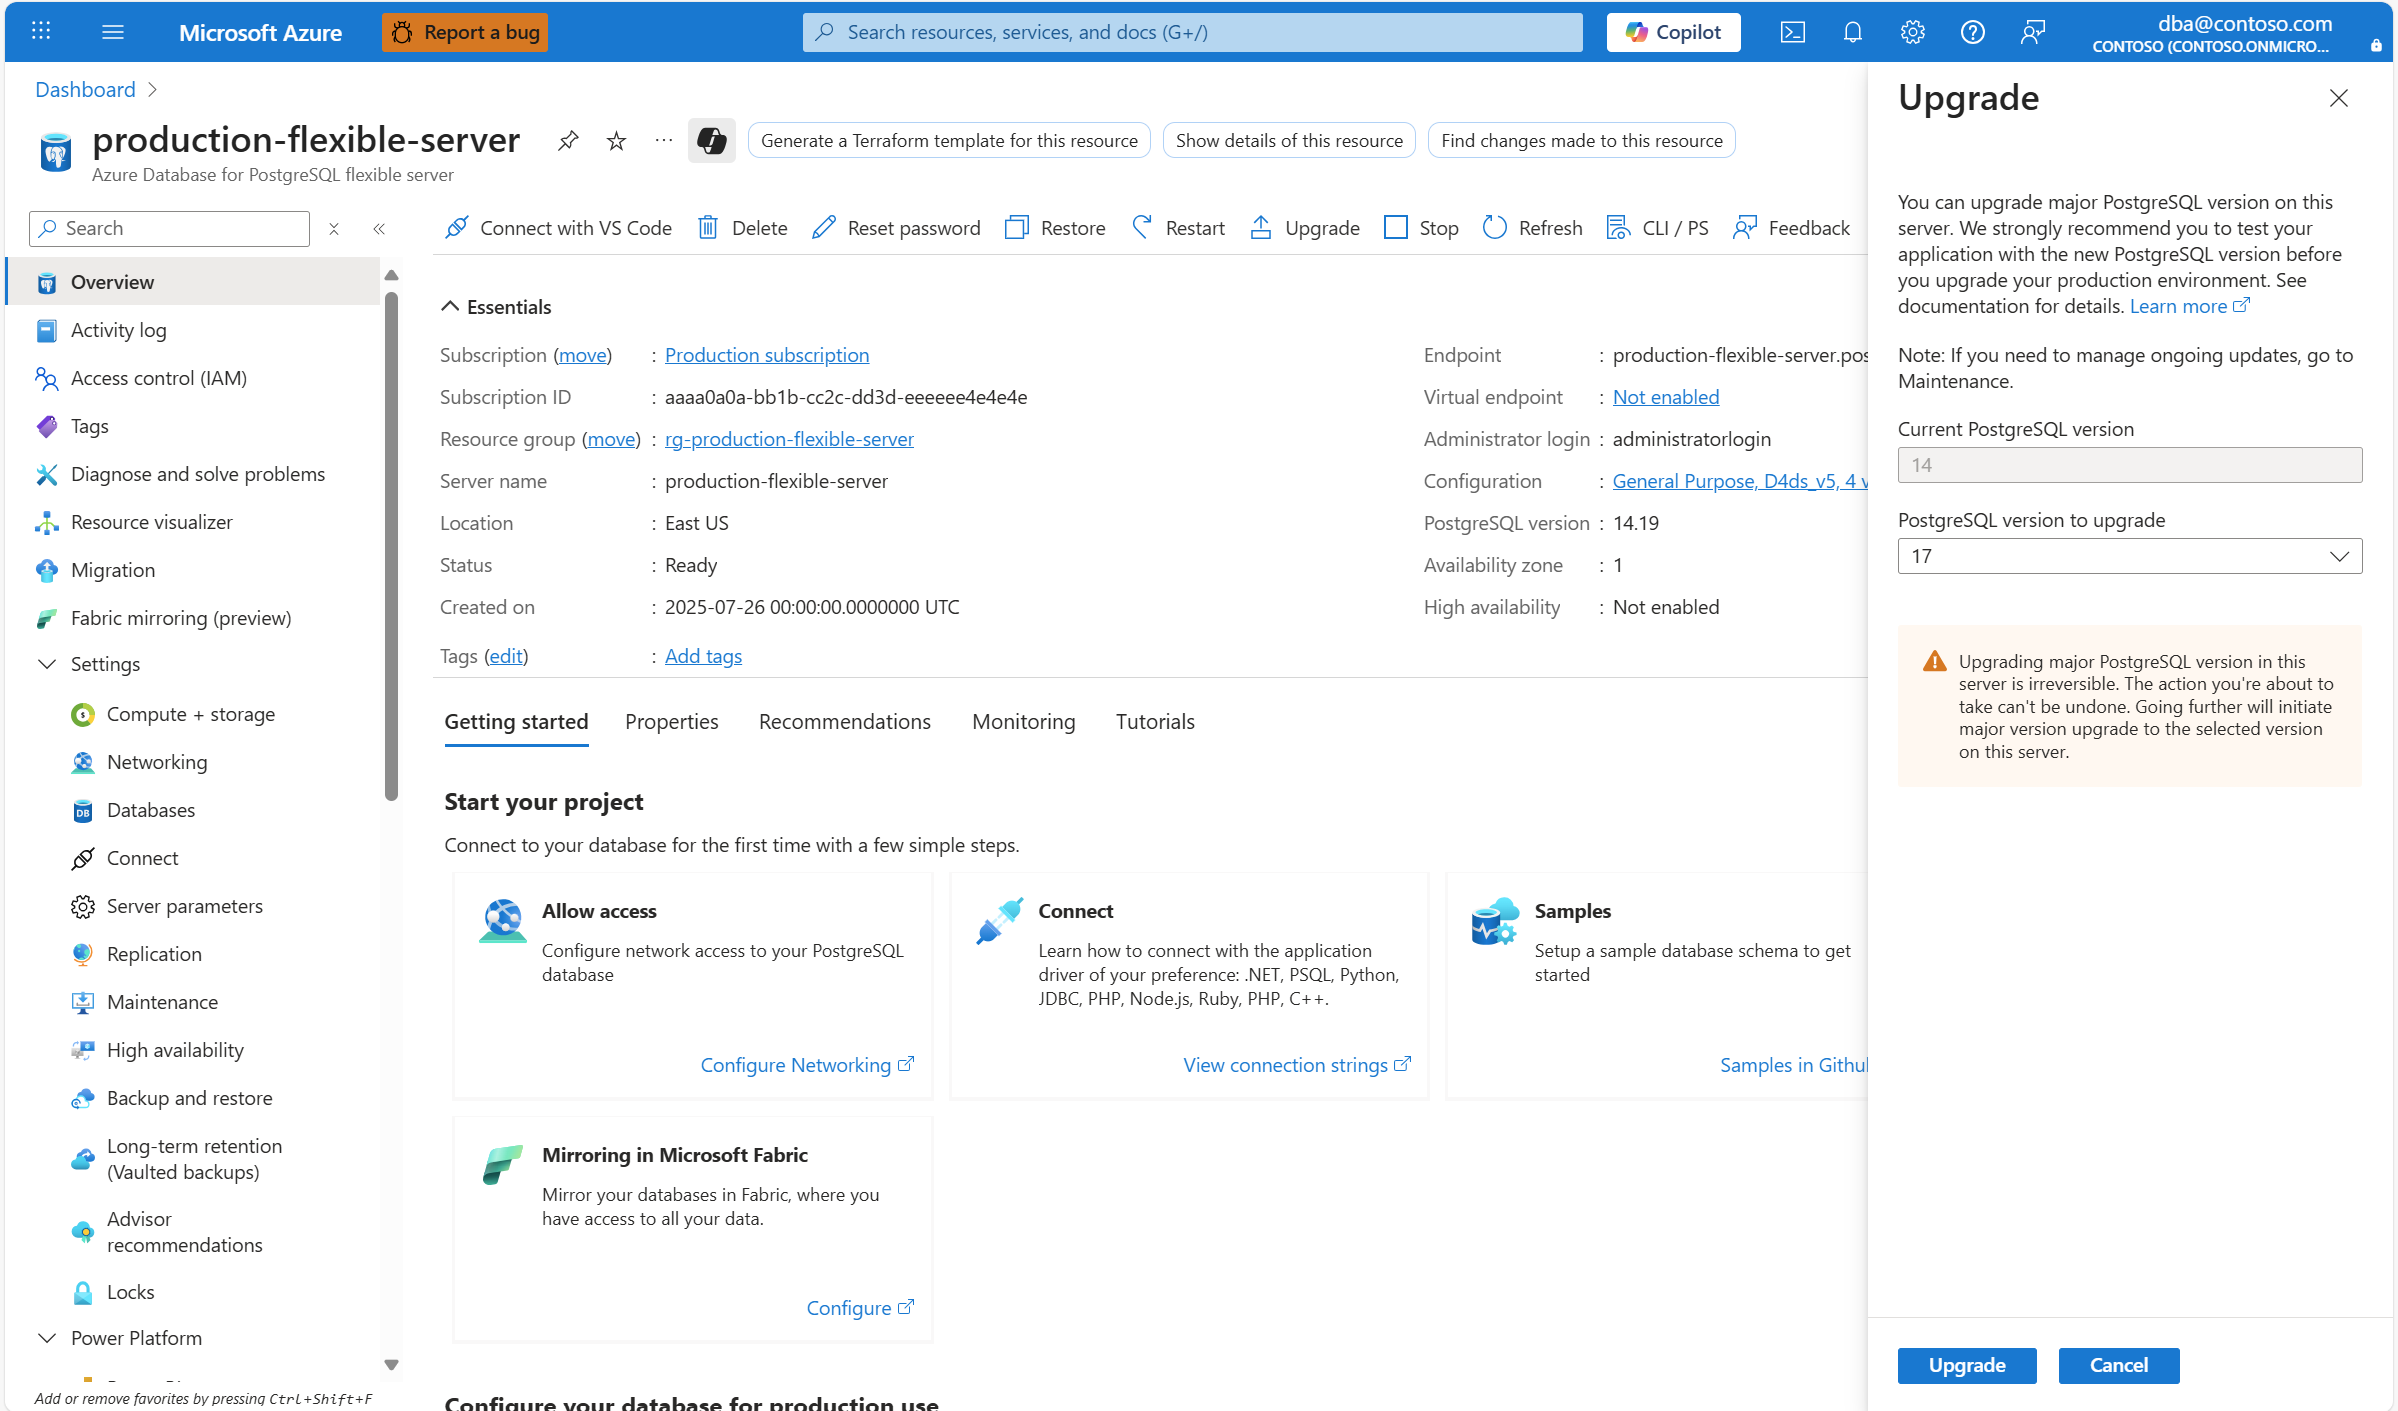 Microsoft Azure
Report a bug
Search resources, services, and docs (G+/)
Copilot
dba@contoso.com
CONTOSO (CONTOSO.ONMICRO...
Dashboard
production-flexible-server
Azure Database for PostgreSQL flexible server
Generate a Terraform template for this resource
Show details of this resource
Find changes made to this resource
Search
Connect with VS Code
Delete
Reset password
Restore
Restart
Upgrade
Stop
Refresh
CLI / PS
Feedback
Overview
Activity log
Access control (IAM)
Tags
Diagnose and solve problems
Resource visualizer
Migration
Fabric mirroring (preview)
Settings
Compute + storage
Networking
Databases
Connect
Server parameters
Replication
Maintenance
High availability
Backup and restore
Long-term retention
(Vaulted backups)
Advisor
recommendations
Locks
Power Platform
Add or remove favorites by pressing Ctrl+Shift+F
Essentials
Subscription (move) : Production subscription
Subscription ID : aaaa0a0a-bb1b-cc2c-dd3d-eeeeee4e4e4e
Resource group (move) : rg-production-flexible-server
Server name : production-flexible-server
Location : East US
Status : Ready
Created on : 2025-07-26 00:00:00.0000000 UTC
Tags (edit) : Add tags
Endpoint : production-flexible-server.pos
Virtual endpoint : Not enabled
Administrator login : administratorlogin
Configuration : General Purpose, D4ds_v5, 4 v
PostgreSQL version : 14.19
Availability zone : 1
High availability : Not enabled
Getting started
Properties
Recommendations
Monitoring
Tutorials
Start your project
Connect to your database for the first time with a few simple steps.
Allow access
Configure network access to your PostgreSQL
database
Configure Networking
Connect
Learn how to connect with the application
driver of your preference: .NET, PSQL, Python,
JDBC, PHP, Node.js, Ruby, PHP, C++.
View connection strings
Samples
Setup a sample database schema to get
started
Samples in Github
Mirroring in Microsoft Fabric
Mirror your databases in Fabric, where you
have access to all your data.
Configure
Configure your database for production use
Upgrade
You can upgrade major PostgreSQL version on this
server. We strongly recommend you to test your
application with the new PostgreSQL version before
you upgrade your production environment. See
documentation for details. Learn more
Note: If you need to manage ongoing updates, go to
Maintenance.
Current PostgreSQL version
14
PostgreSQL version to upgrade
17
Upgrading major PostgreSQL version in this
server is irreversible. The action you're about to
take can't be undone. Going further will initiate
major version upgrade to the selected version
on this server.
Upgrade
Cancel